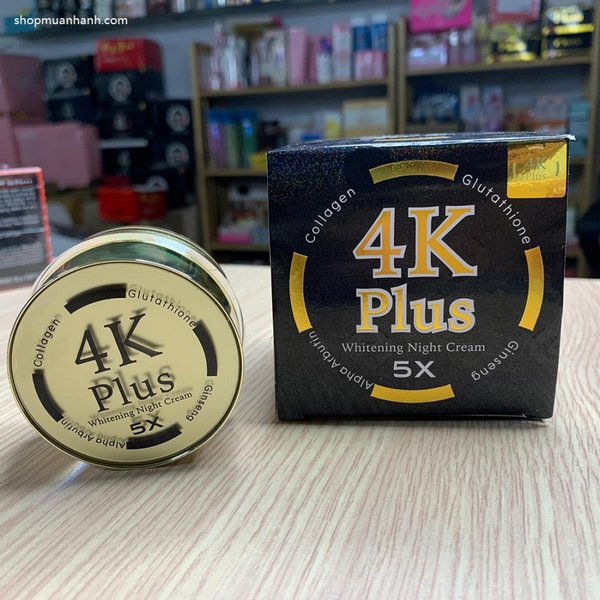 shopmuanhanh.com
Collagen
Glutathione
4K
Plus
Whitening Night Cream
5X
Alpha Arbutin
Ginseng
4K
Plus
Collagen
Glutathione
4K
Plus
Whitening Night Cream
5X
Alpha Arbutin
Ginseng